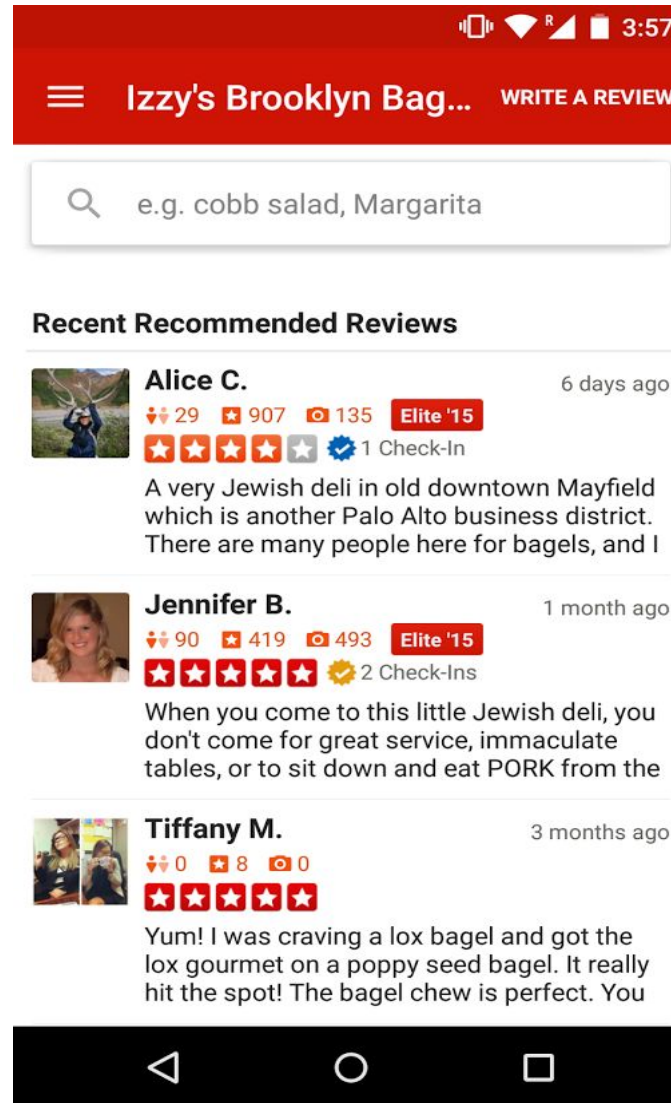 R 3:57
Izzy's Brooklyn Bag... WRITE A REVIEW
e.g. cobb salad, Margarita
Recent Recommended Reviews
Alice C. 6 days ago
29 907 135 Elite '15
1 Check-In
A very Jewish deli in old downtown Mayfield
which is another Palo Alto business district.
There are many people here for bagels, and I
Jennifer B. 1 month ago
90 419 493 Elite '15
2 Check-Ins
When you come to this little Jewish deli, you
don't come for great service, immaculate
tables, or to sit down and eat PORK from the
Tiffany M. 3 months ago
0 8 0
Yum! I was craving a lox bagel and got the
lox gourmet on a poppy seed bagel. It really
hit the spot! The bagel chew is perfect. You